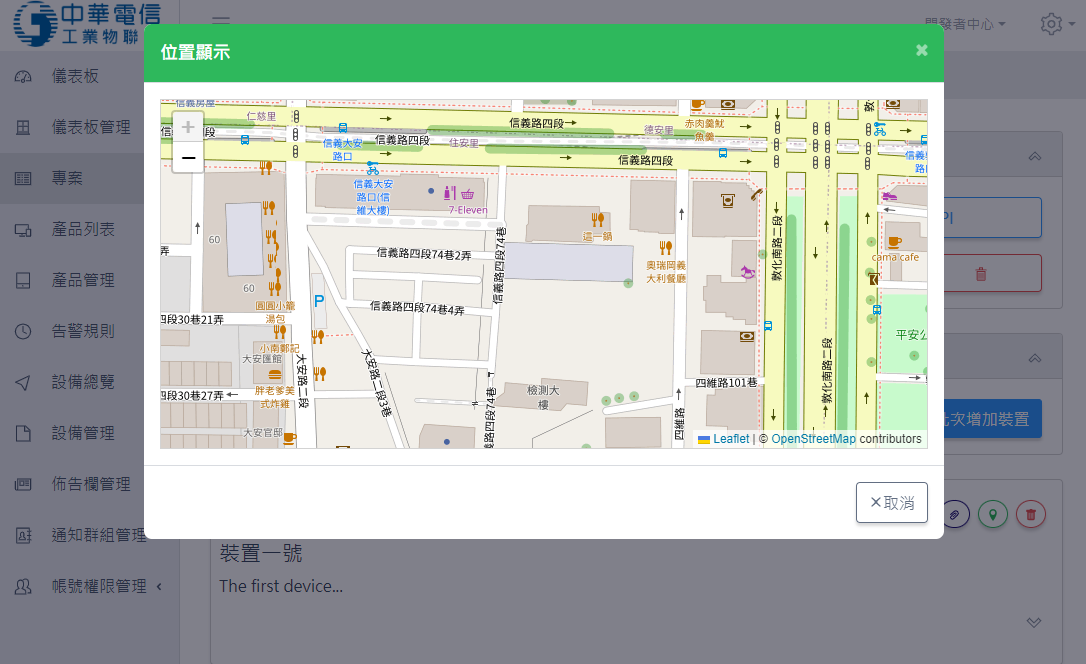 中華電信
工業物聯
開發者中心
儀表板
儀表板管理
專案
產品列表
產品管理
告警規則
設備總覽
設備管理
佈告欄管理
通知群組管理
帳號權限管理
位置顯示
×
+
−
信義房屋
仁慈里
信義路四段
德安里
赤肉羹魷
魚羹
信義大安
路口
信義路四段
住安里
信義路四段
信義大安
路口(信
維大樓)
7-Eleven
這一鍋
奧瑞岡義
大利餐廳
cama cafe
60
60
信義路四段74巷2弄
信義路四段74巷
信義路四段74巷4弄
敦化南路二段
敦化南路二段
圓圓小籠
湯包
四段30巷21弄
小南鄭記
大安匯館
大安路二段
大安路二段3巷
胖老爹美
式炸雞
四段30巷27弄
大安官邸
檢測大
樓
四維路101巷
四維路
路四段74巷
平安公
Leaflet | © OpenStreetMap contributors
×取消
PI
次增加裝置
裝置一號
The first device...